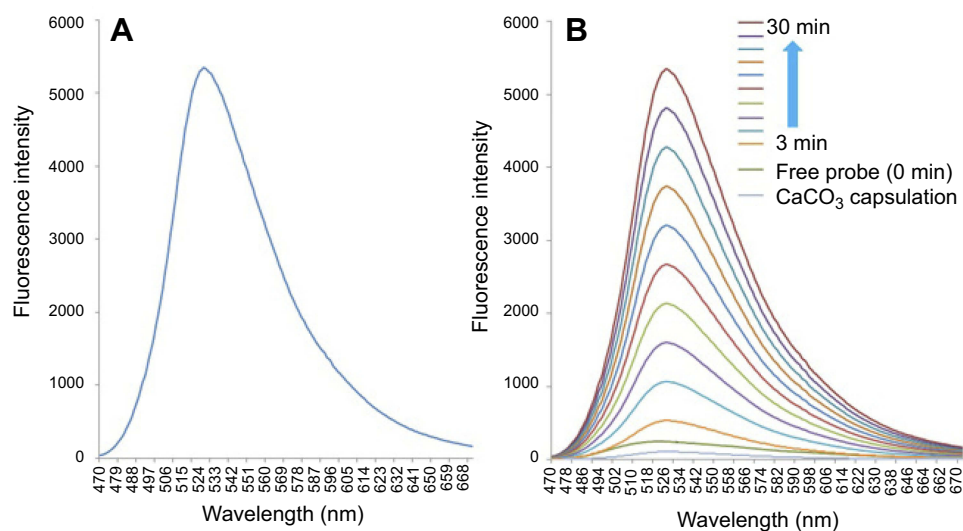 A
Fluorescence intensity
6000
5000
4000
3000
2000
1000
0
470 479 488 497 506 515 524 533 542 551 560 569 578 587 596 605 614 623 632 641 650 659 668
Wavelength (nm)
B
Fluorescence intensity
6000
5000
4000
3000
2000
1000
0
470 478 486 494 502 510 518 526 534 542 550 558 566 574 582 590 598 606 614 622 630 638 646 654 662 670
Wavelength (nm)
30 min
3 min
Free probe (0 min)
CaCO₃ capsulation